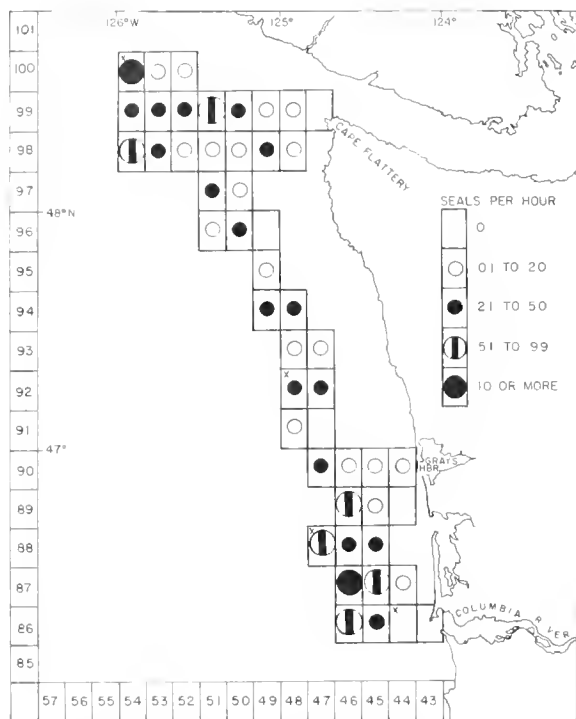 126°W 125° 124°
101
100
x
99
98
CAPE FLATTERY
97
SEALS PER HOUR
48°N
0
96
01 TO 20
95
21 TO 50
94
93
51 TO 99
x
92
10 OR MORE
91
47°
90
GRAYS
HBR.
89
x
88
87
x
COLUMBIA RIVER
86
85
57 56 55 54 53 52 51 50 49 48 47 46 45 44 43